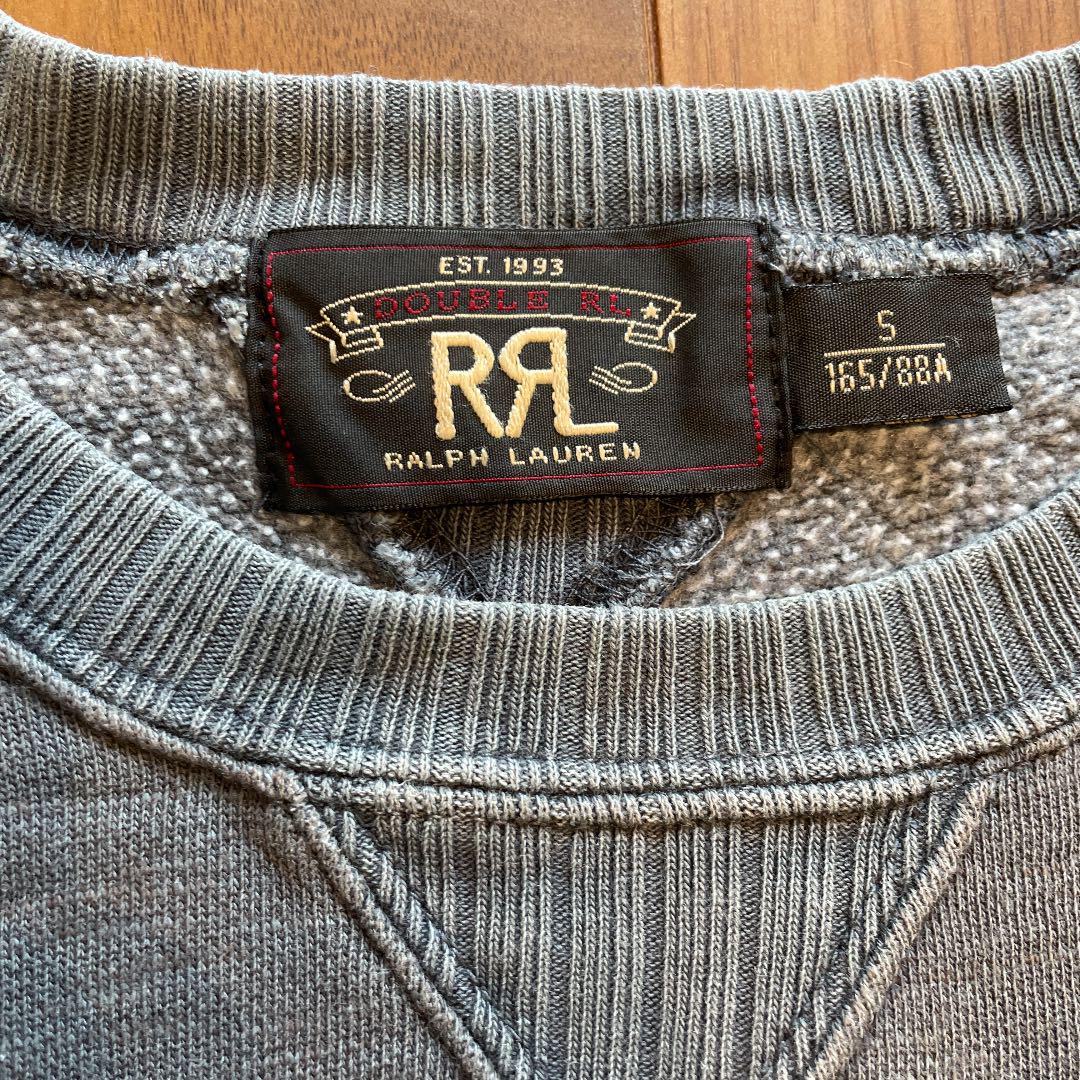 EST. 1993
DOUBLE RL
RRL
RALPH LAUREN
S
165/88A